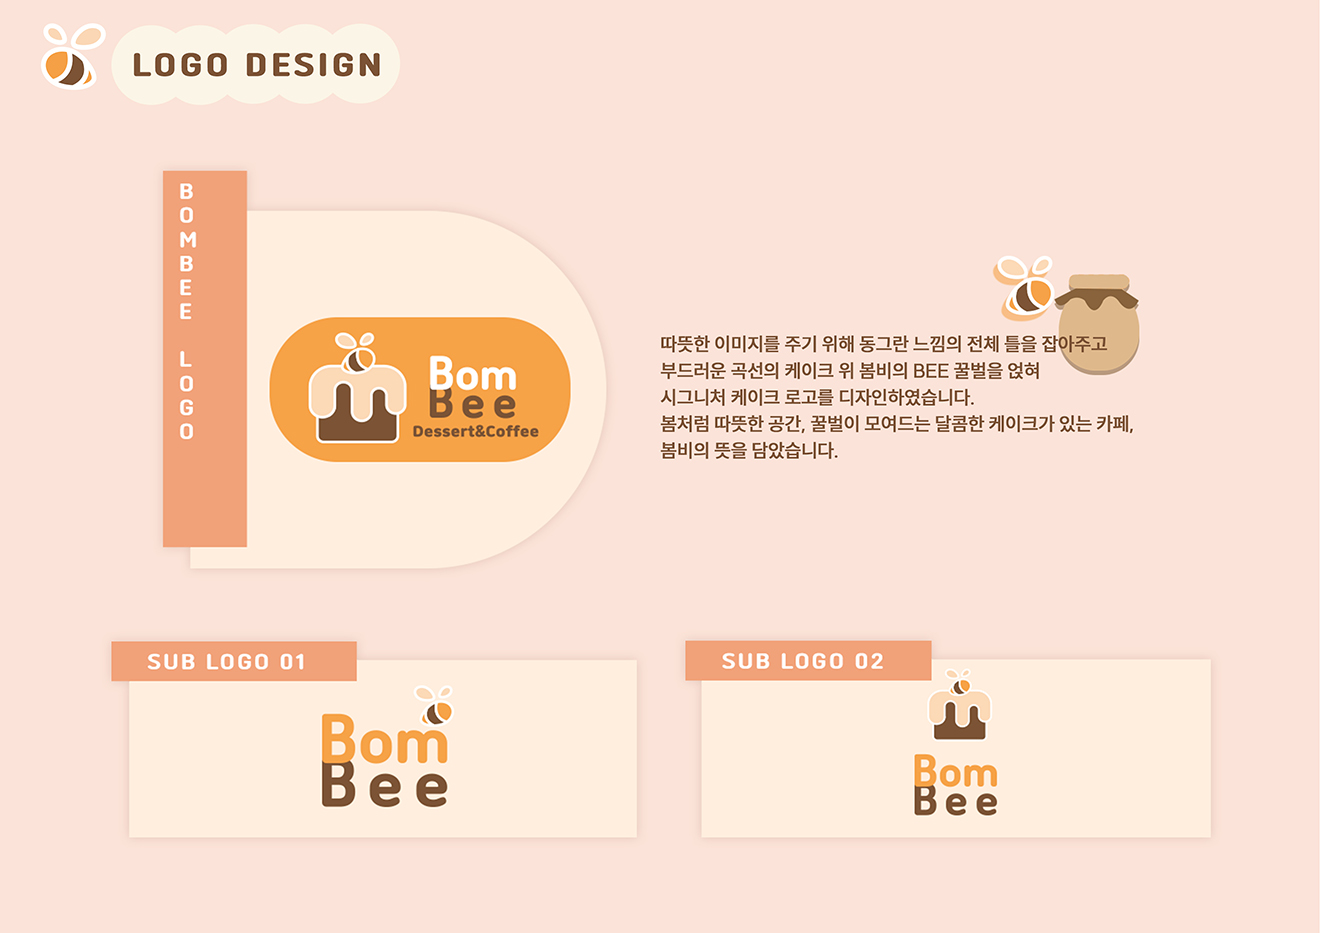 LOGO DESIGN
BOMBEE LOGO
Bom
Bee
Dessert&Coffee
따뜻한 이미지를 주기 위해 동그란 느낌의 전체 틀을 잡아주고
부드러운 곡선의 케이크 위 봄비의 BEE 꿀벌을 얹혀
시그니처 케이크 로고를 디자인하였습니다.
봄처럼 따뜻한 공간, 꿀벌이 모여드는 달콤한 케이크가 있는 카페,
봄비의 뜻을 담았습니다.
SUB LOGO 01
Bom
Bee
SUB LOGO 02
Bom
Bee